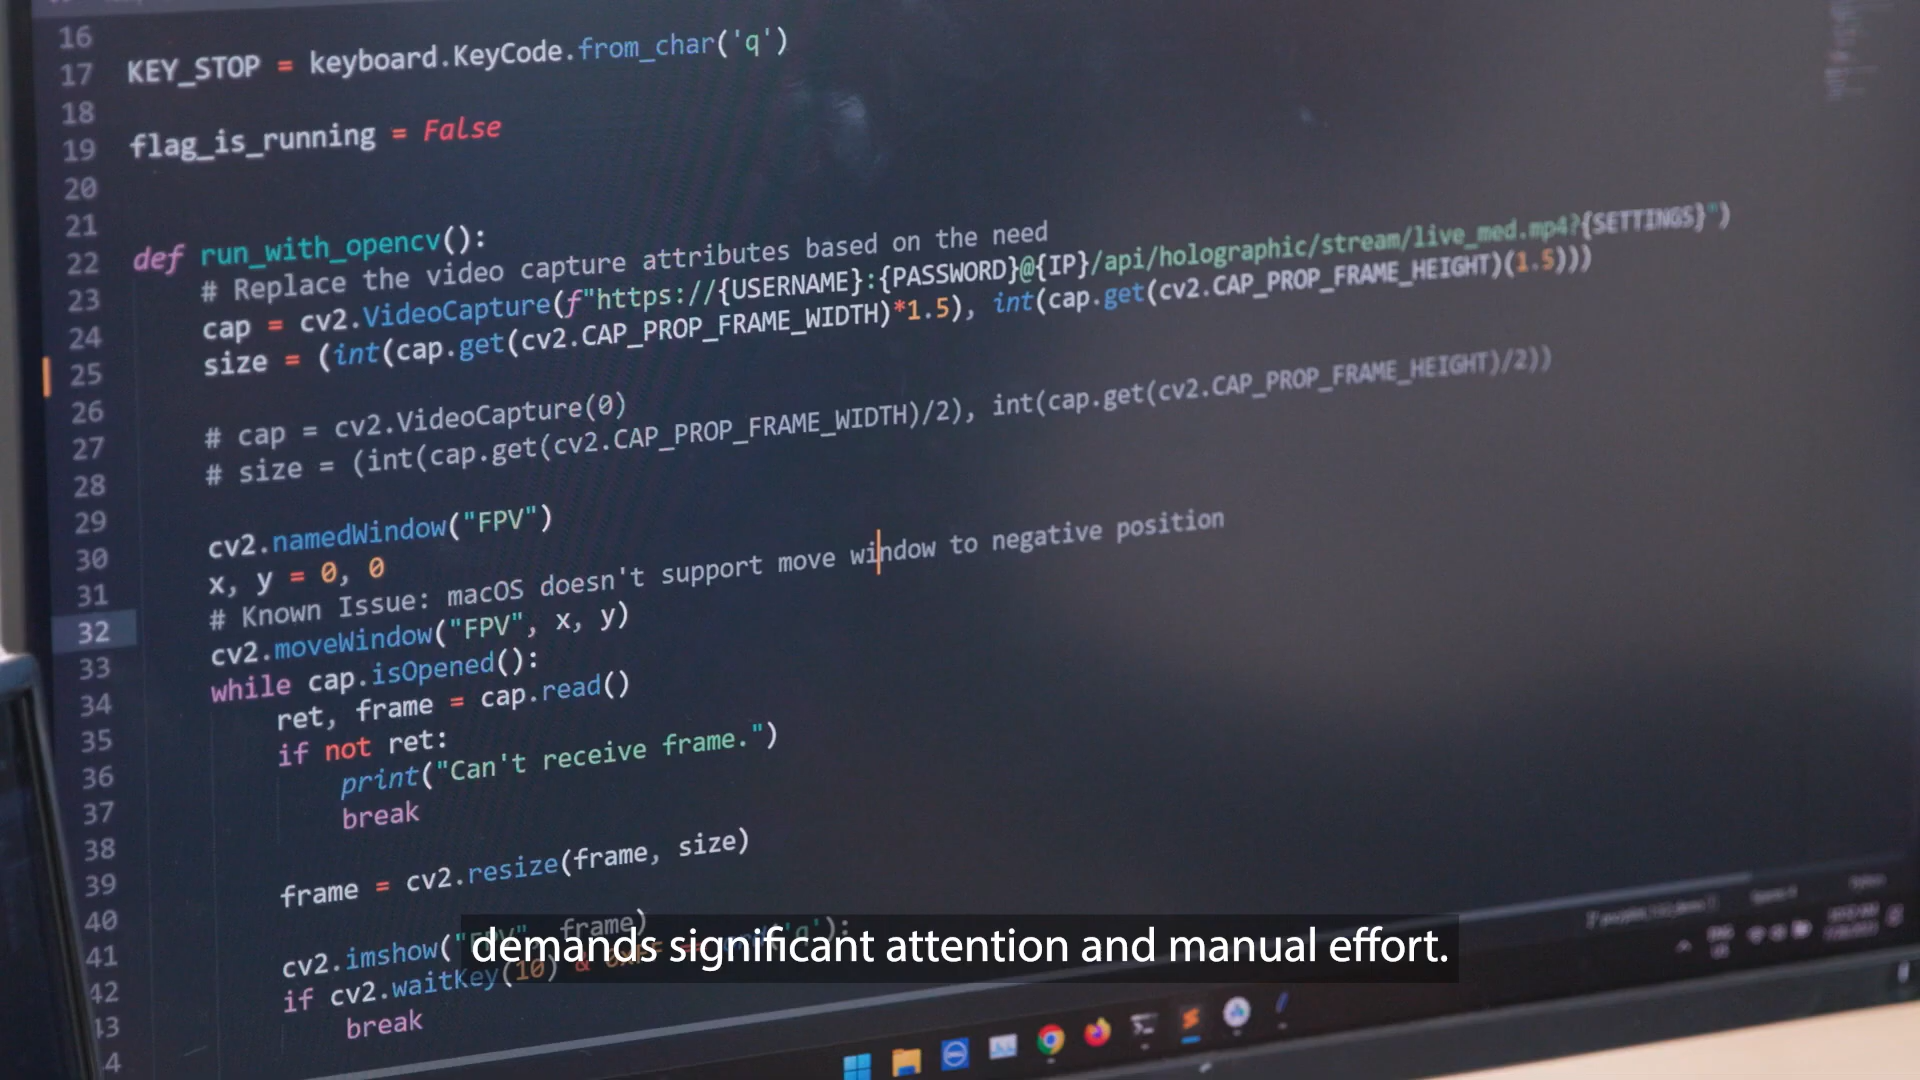 16
17 KEY_STOP = keyboard.KeyCode.from_char('q')
18
19 flag_is_running = False
20
21
22 def run_with_opencv():
23 # Replace the video capture attributes based on the need
24 cap = cv2.VideoCapture(f"https://{USERNAME}:{PASSWORD}@{IP}/api/holographic/stream/live_med.mp4?{SETTINGS}")
25 size = (int(cap.get(cv2.CAP_PROP_FRAME_WIDTH)*1.5), int(cap.get(cv2.CAP_PROP_FRAME_HEIGHT)(1.5)))
26
27 # cap = cv2.VideoCapture(0)
28 # size = (int(cap.get(cv2.CAP_PROP_FRAME_WIDTH)/2), int(cap.get(cv2.CAP_PROP_FRAME_HEIGHT)/2))
29
30 cv2.namedWindow("FPV")
31 x, y = 0, 0
32 # Known Issue: macOS doesn't support move window to negative position
33 cv2.moveWindow("FPV", x, y)
34 while cap.isOpened():
35 ret, frame = cap.read()
36 if not ret:
37 print("Can't receive frame.")
38 break
39
40 frame = cv2.resize(frame, size)
41
42 cv2.imshow("FPV", frame)
13 if cv2.waitKey(10) & 'q'):
4 break
demands significant attention and manual effort.